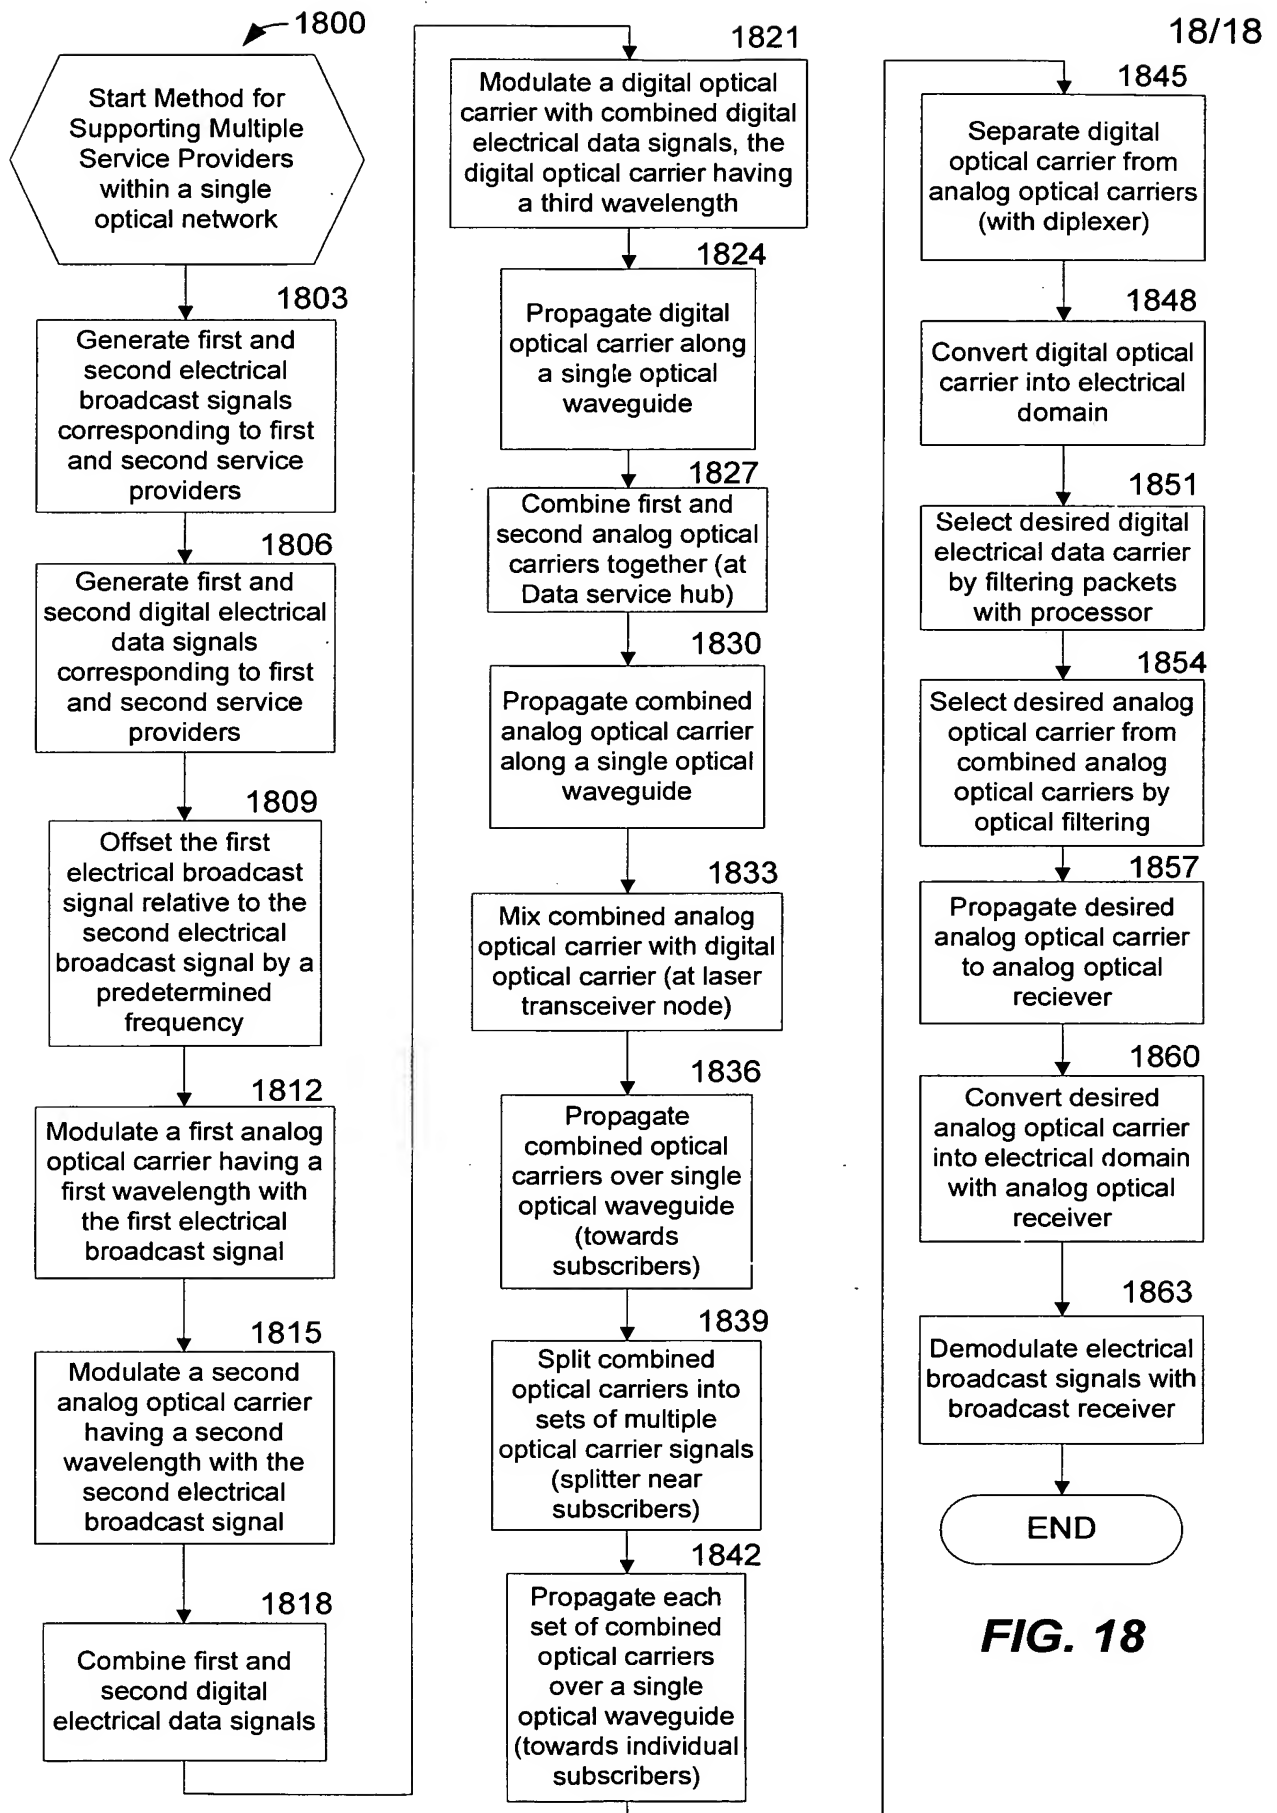 1800
Start Method for
Supporting Multiple
Service Providers
within a single
optical network
1803
Generate first and
second electrical
broadcast signals
corresponding to first
and second service
providers
1806
Generate first and
second digital electrical
data signals
corresponding to first
and second service
providers
1809
Offset the first
electrical broadcast
signal relative to the
second electrical
broadcast signal by a
predetermined
frequency
1812
Modulate a first analog
optical carrier having a
first wavelength with
the first electrical
broadcast signal
1815
Modulate a second
analog optical carrier
having a second
wavelength with the
second electrical
broadcast signal
1818
Combine first and
second digital
electrical data signals
1821
Modulate a digital optical
carrier with combined digital
electrical data signals, the
digital optical carrier having
a third wavelength
1824
Propagate digital
optical carrier along
a single optical
waveguide
1827
Combine first and
second analog optical
carriers together (at
Data service hub)
1830
Propagate combined
analog optical carrier
along a single optical
waveguide
1833
Mix combined analog
optical carrier with digital
optical carrier (at laser
transceiver node)
1836
Propagate
combined optical
carriers over single
optical waveguide
(towards
subscribers)
1839
Split combined
optical carriers into
sets of multiple
optical carrier signals
(splitter near
subscribers)
1842
Propagate each
set of combined
optical carriers
over a single
optical waveguide
(towards individual
subscribers)
18/18
1845
Separate digital
optical carrier from
analog optical carriers
(with diplexer)
1848
Convert digital optical
carrier into electrical
domain
1851
Select desired digital
electrical data carrier
by filtering packets
with processor
1854
Select desired analog
optical carrier from
combined analog
optical carriers by
optical filtering
1857
Propagate desired
analog optical carrier
to analog optical
reciever
1860
Convert desired
analog optical carrier
into electrical domain
with analog optical
receiver
1863
Demodulate electrical
broadcast signals with
broadcast receiver
END
FIG. 18